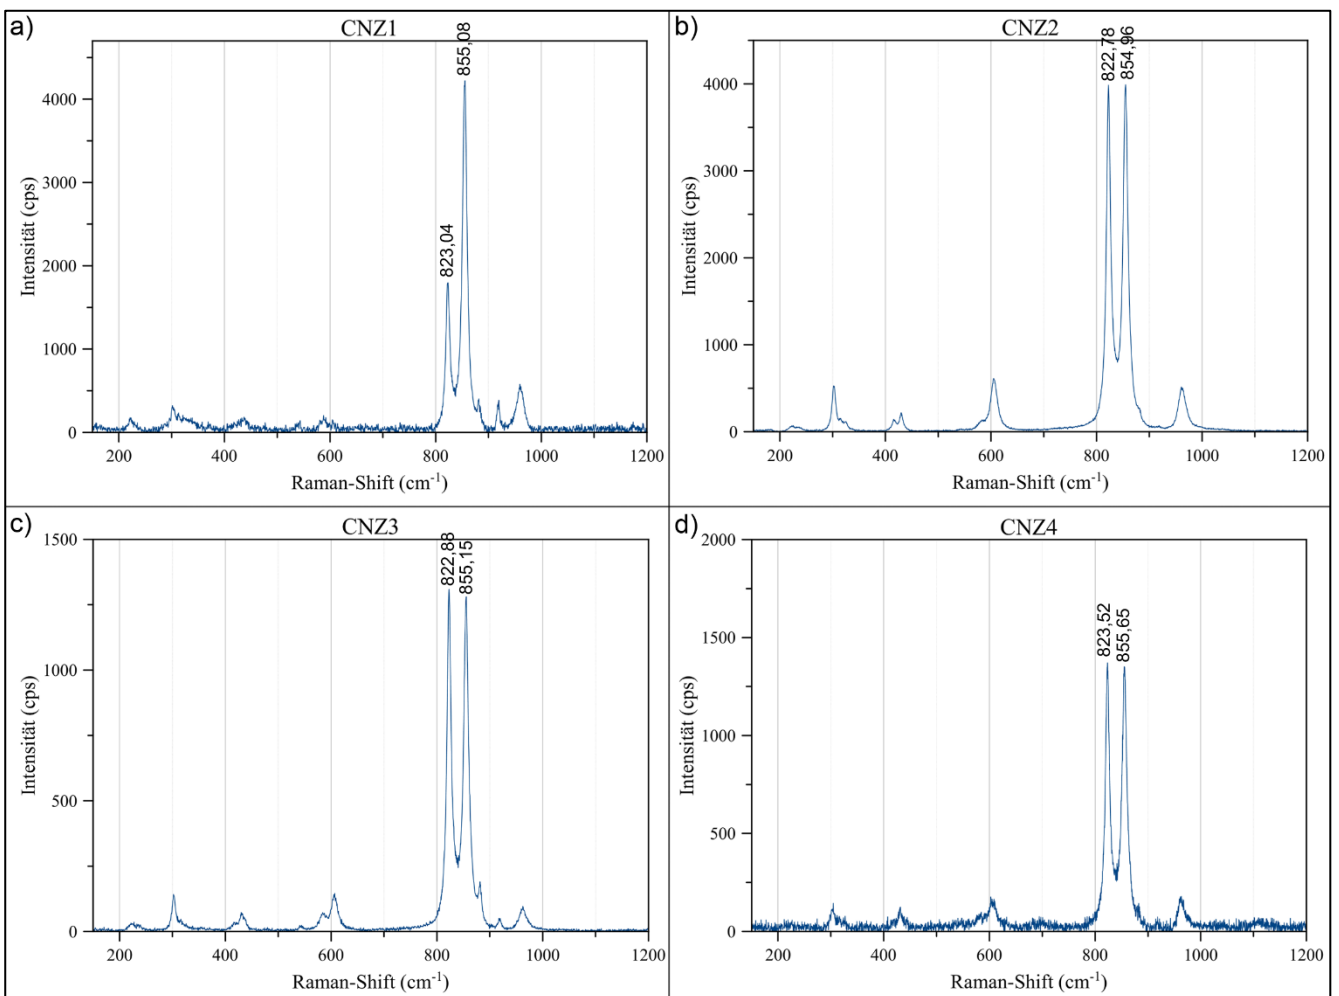 a)
CNZ1
855,08
823,04
4000
3000
2000
1000
0
Intensität (cps)
200 400 600 800 1000 1200
Raman-Shift (cm⁻¹)
b)
CNZ2
822,78
854,96
4000
3000
2000
1000
0
Intensität (cps)
200 400 600 800 1000 1200
Raman-Shift (cm⁻¹)
c)
CNZ3
822,88
855,15
1500
1000
500
0
Intensität (cps)
200 400 600 800 1000 1200
Raman-Shift (cm⁻¹)
d)
CNZ4
823,52
855,65
2000
1500
1000
500
0
Intensität (cps)
200 400 600 800 1000 1200
Raman-Shift (cm⁻¹)